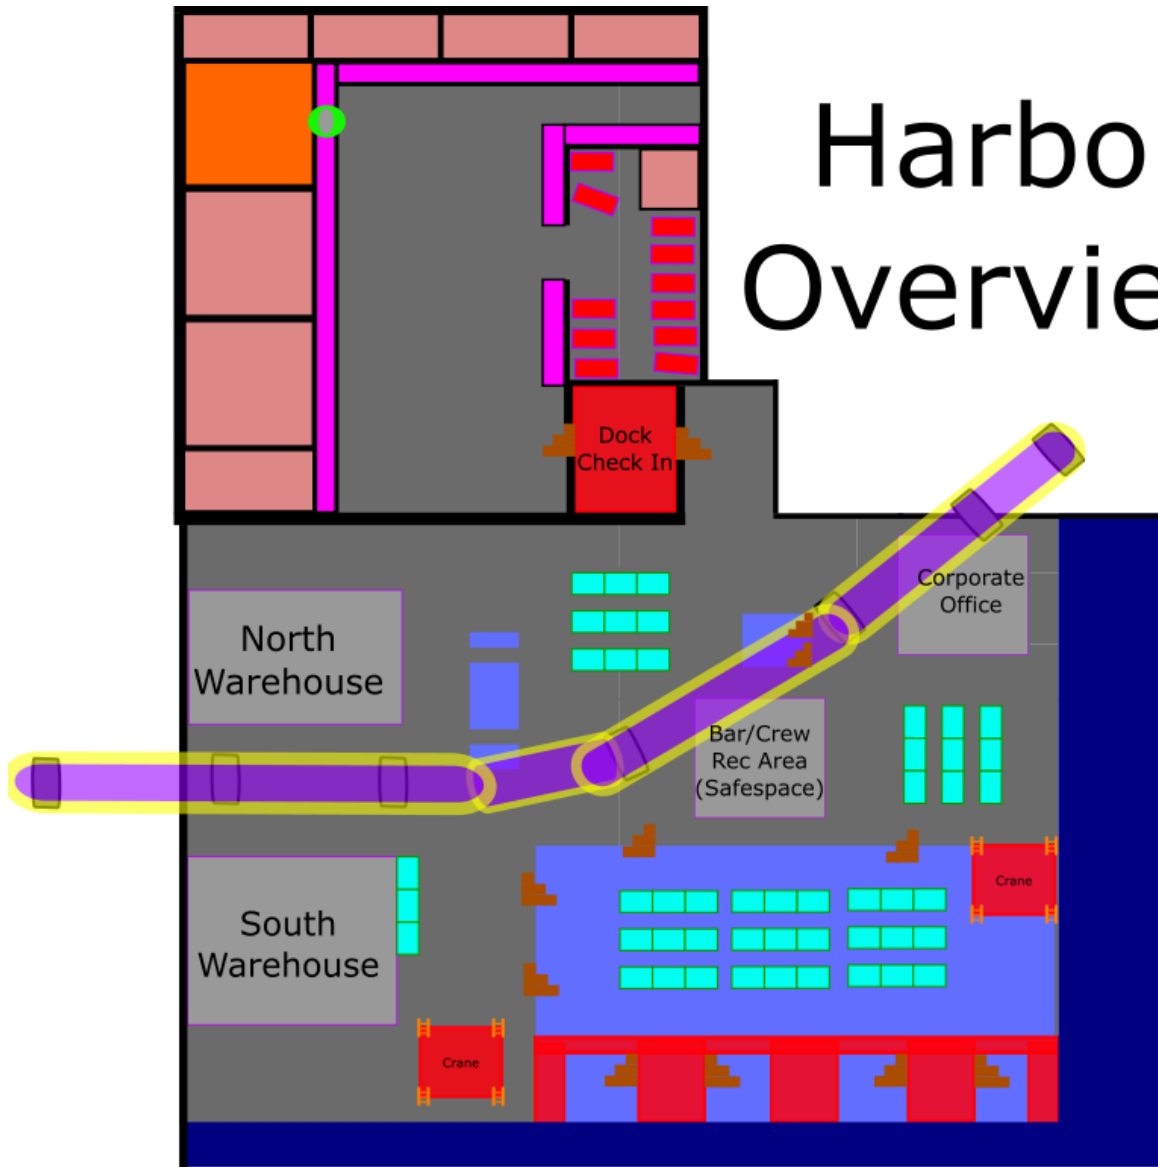 Harbo
Overvie
Dock
Check In
Corporate
Office
North
Warehouse
Bar/Crew
Rec Area
(Safespace)
Crane
South
Warehouse
Crane